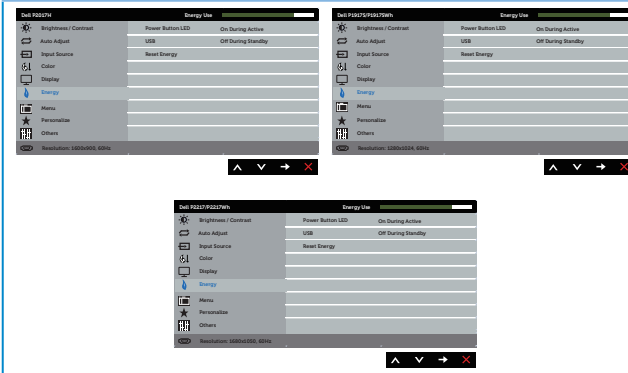 Dell P2017H Energy Use
Brightness / Contrast Power Button LED On During Active
Auto Adjust USB Off During Standby
Input Source Reset Energy
Color
Display
Energy
Menu
Personalize
Others
Resolution: 1600x900, 60Hz
Dell P1917S/P1917SWh Energy Use
Brightness / Contrast Power Button LED On During Active
Auto Adjust USB Off During Standby
Input Source Reset Energy
Color
Display
Energy
Menu
Personalize
Others
Resolution: 1280x1024, 60Hz
Dell P2217/P2217Wh Energy Use
Brightness / Contrast Power Button LED On During Active
Auto Adjust USB Off During Standby
Input Source Reset Energy
Color
Display
Energy
Menu
Personalize
Others
Resolution: 1680x1050, 60Hz